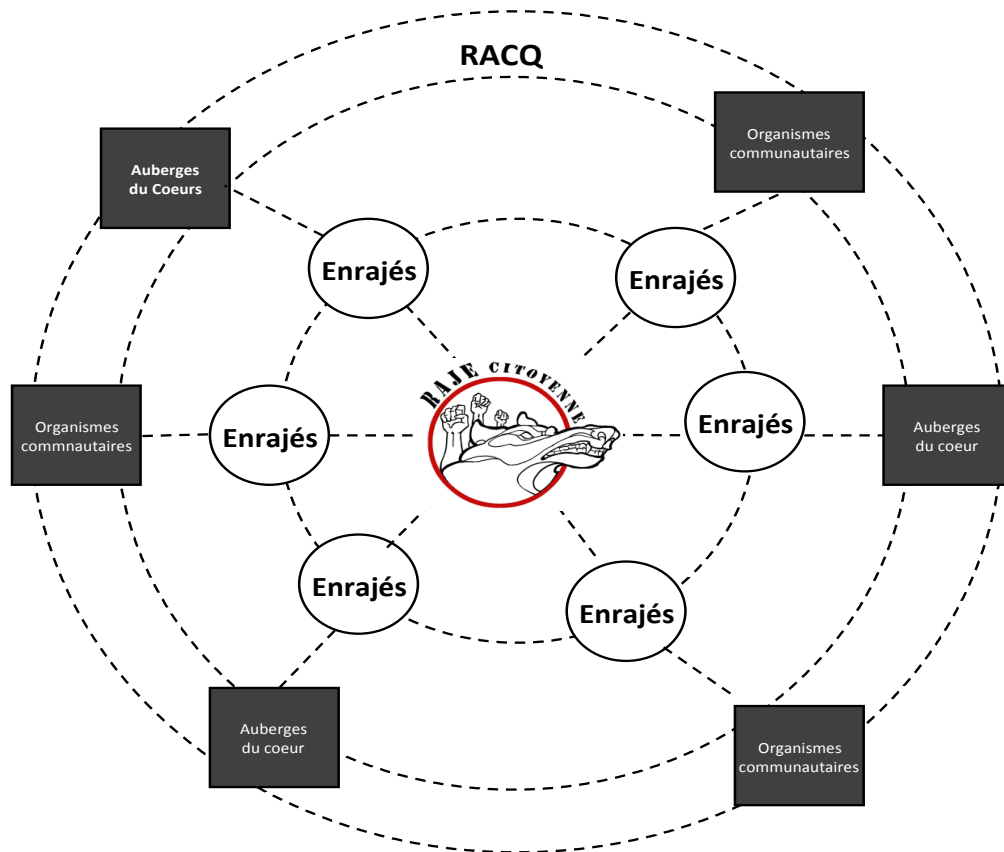 RACQ
Auberges
du Coeurs
Organismes
communautaires
Enrajés
Enrajés
RAJE CITOYENNE
Organismes
commnautaires
Enrajés
Enrajés
Auberges
du coeur
Enrajés
Enrajés
Auberges
du coeur
Organismes
communautaires